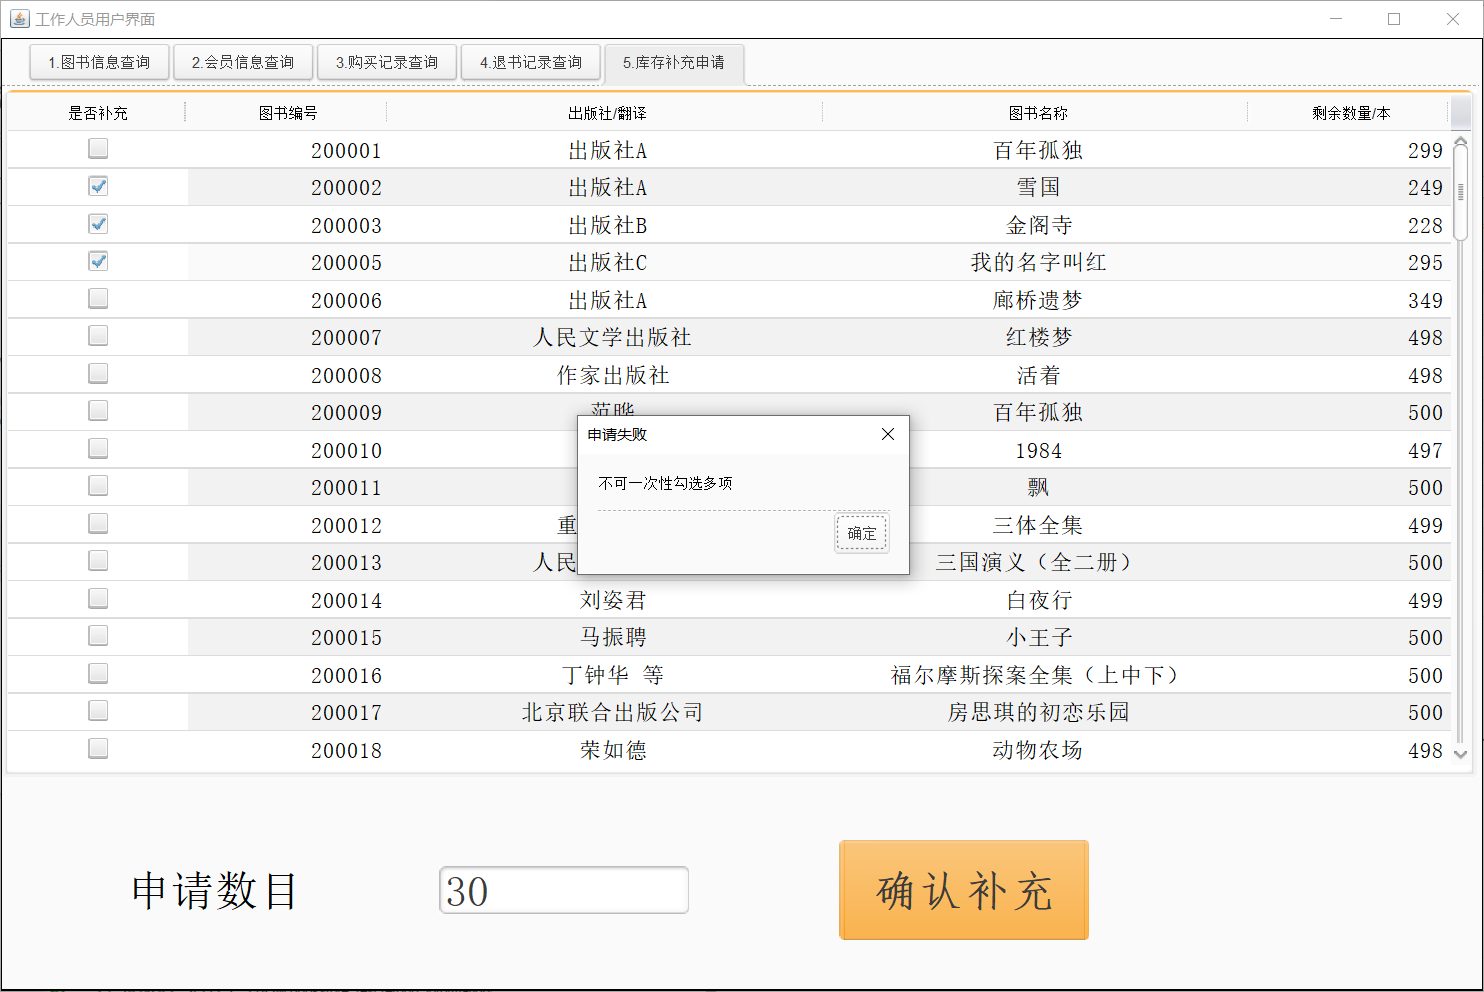 工作人员用户界面
1.图书信息查询 2.会员信息查询 3.购买记录查询 4.退书记录查询 5.库存补充申请
是否补充 图书编号 出版社/翻译 图书名称 剩余数量/本
200001 出版社A 百年孤独 299
200002 出版社A 雪国 249
200003 出版社B 金阁寺 228
200005 出版社C 我的名字叫红 295
200006 出版社A 廊桥遗梦 349
200007 人民文学出版社 红楼梦 498
200008 作家出版社 活着 498
200009 范晔 百年孤独 500
200010 1984 497
200011 飘 500
200012 重 三体全集 499
200013 人民 三国演义（全二册） 500
申请失败
不可一次性勾选多项
确定
200014 刘姿君 白夜行 499
200015 马振聘 小王子 500
200016 丁钟华 等 福尔摩斯探案全集（上中下） 500
200017 北京联合出版公司 房思琪的初恋乐园 500
200018 荣如德 动物农场 498
申请数目 30 确认补充